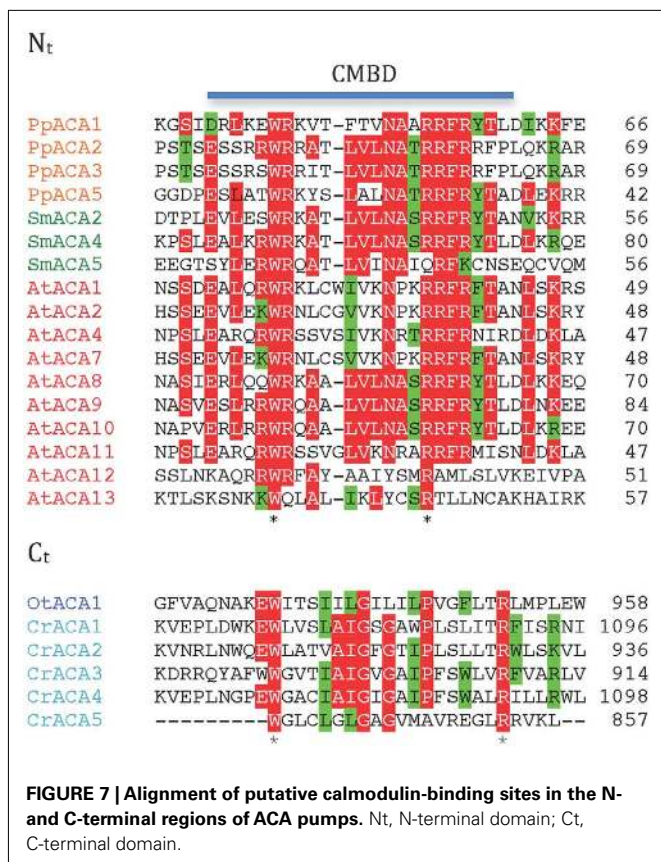 Nt
CMBD
PpACA1 KGSIDRLKEWRKVT-FTVNAARRFRYTLDIKKFE 66
PpACA2 PSTSESSRRWRRAT-LVLNATRRFRRFPLQKRAR 69
PpACA3 PSTSESSRSWRRIT-LVLNATRRFRRFPLQKRAR 69
PpACA5 GGDPESLATWRKYS-LALNATRRFRYTADLEKRR 42
SmACA2 DTPLEVLESWRKAT-LVLNATRRFRYTANVKKRR 56
SmACA4 KPSLEALKRWRKAT-LVLNASRRFRYTLDLKRQE 80
SmACA5 EEGTSYLERWRQAT-LVINAIQRFKCNSEQCVQM 56
AtACA1 NSSDEALQRWRKLCWIVKNPKRRFRFTANLSKRS 49
AtACA2 HSSEEVLEKWRNLCGVVKNPKRRFRFTANLSKRY 48
AtACA4 NPSLEARQRWRSSVSIVKNRTRRFRNIRDLDKLA 47
AtACA7 HSSEEVLEKWRNLCSVVKNPKRRFRFTANLSKRY 48
AtACA8 NASIERLQQWRKAA-LVLNASRRFRYTLDLKKEQ 70
AtACA9 NASVESLRRWRQAA-LVLNASRRFRYTLDLNKEE 84
AtACA10 NAPVERLRRWRQAA-LVLNASRRFRYTLDLKREE 70
AtACA11 NPSLEARQRWRSSVGLVKNRARRFRMISNLDKLA 47
AtACA12 SSLNKAQRRWRFAY-AAIYSMRAMLSLVKEIVPA 51
AtACA13 KTLSKSNKKWQLAL-IKLYCSRTLLNCAKHAIRK 57
* *
Ct
OtACA1 GFVAQNAKEWITSIILGILILPVGFLTRLMPLEW 958
CrACA1 KVEPLDWKEWLVSLAIGSGAWPLSLITRFISRNI 1096
CrACA2 KVNRLNWQEWLATVAIGFGTIPLSLLTRWLSKVL 936
CrACA3 KDRRQYAFWWGVTIAIGAGAIPFSWLVRFVARLV 914
CrACA4 KVEPLNGPEWGACIAIGIGAIPFSWALRILLRWL 1098
CrACA5 ---------WGLCLGLGAGVMAVREGLRRVKL-- 857
* *
FIGURE 7 | Alignment of putative calmodulin-binding sites in the N-
and C-terminal regions of ACA pumps. Nt, N-terminal domain; Ct,
C-terminal domain.